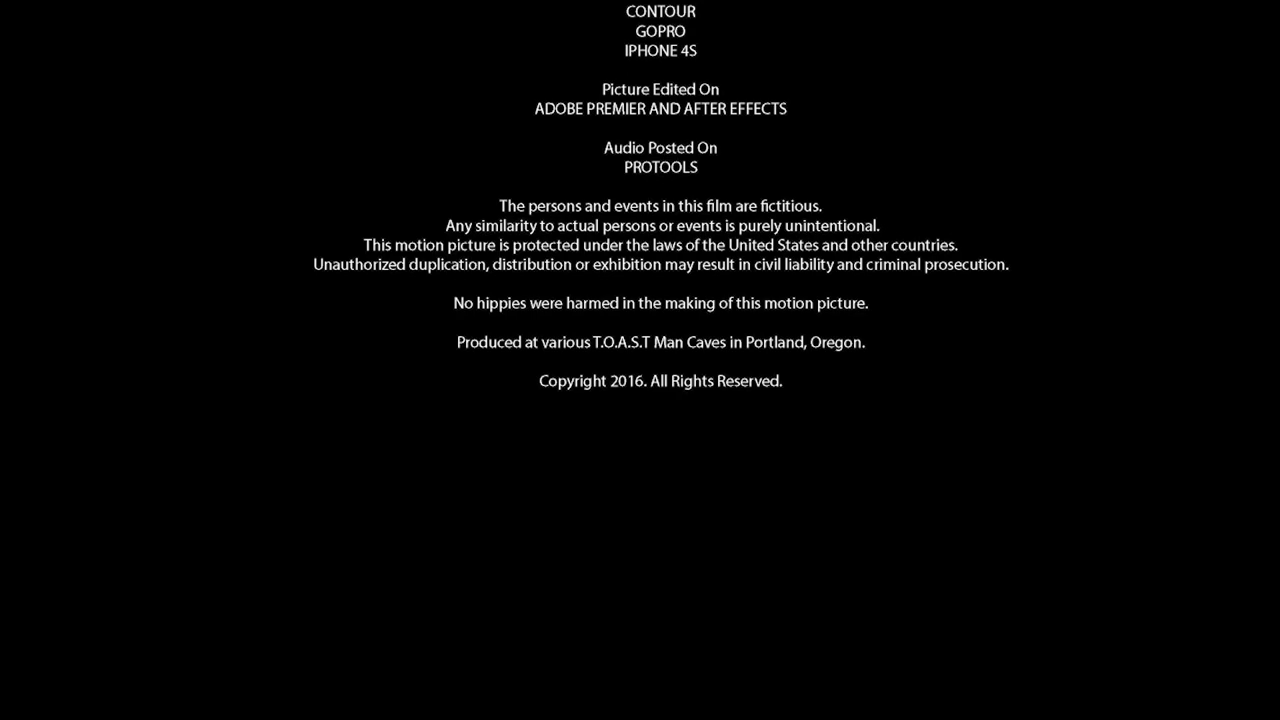 CONTOUR
GOPRO
IPHONE 4S
Picture Edited On
ADOBE PREMIER AND AFTER EFFECTS
Audio Posted On
PROTOOLS
The persons and events in this film are fictitious.
Any similarity to actual persons or events is purely unintentional.
This motion picture is protected under the laws of the United States and other countries.
Unauthorized duplication, distribution or exhibition may result in civil liability and criminal prosecution.
No hippies were harmed in the making of this motion picture.
Produced at various T.O.A.S.T Man Caves in Portland, Oregon.
Copyright 2016. All Rights Reserved.